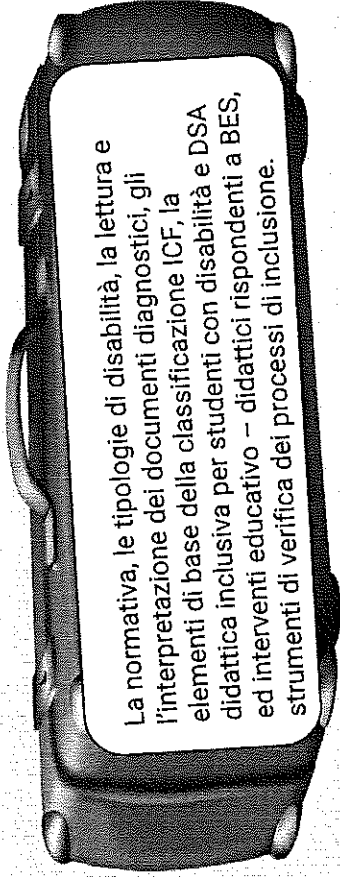 La normativa, le tipologie di disabilità, la lettura e
l'interpretazione dei documenti diagnostici, gli
elementi di base della classificazione ICF, la
didattica inclusiva per studenti con disabilità e DSA
ed interventi educativo – didattici rispondenti a BES,
strumenti di verifica dei processi di inclusione.